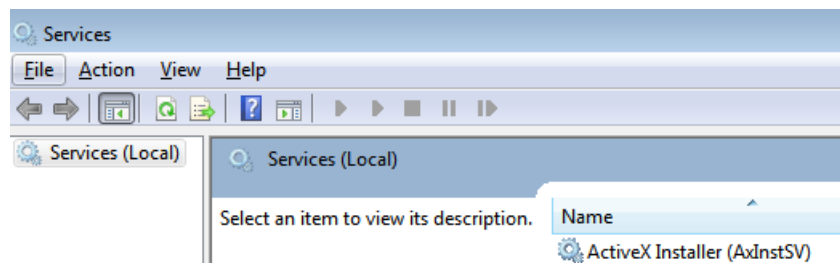 Services
File Action View Help
Services (Local)
Services (Local)
Select an item to view its description.
Name
ActiveX Installer (AxInstSV)